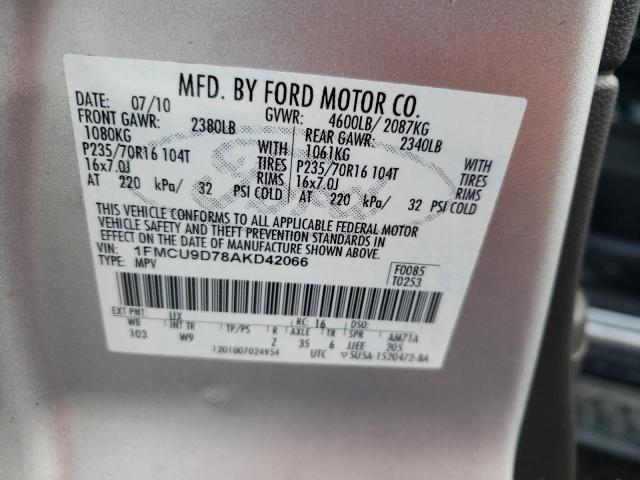 MFD. BY FORD MOTOR CO.
DATE: 07/10 GVWR: 4600LB/ 2087KG
FRONT GAWR: 2380LB REAR GAWR: 2340LB
1080KG WITH 1061KG WITH
P235/70R16 104T TIRES P235/70R16 104T TIRES
16x7.0J RIMS 16x7.0J RIMS
AT 220 kPa/ 32 PSI COLD AT 220 kPa/ 32 PSI COLD
THIS VEHICLE CONFORMS TO ALL APPLICABLE FEDERAL MOTOR
VEHICLE SAFETY AND THEFT PREVENTION STANDARDS IN
EFFECT ON THE DATE OF MANUFACTURE SHOWN ABOVE.
VIN: 1FMCU9D78AKD42066
TYPE: MPV
F0085
T0253
EXT PNT: UX RC: 16 DSO:
WE INT TR TP/PS R AXLE TR SPR AM71A
103 W9 Z 35 6 JJEE 205
1201007024954 UTC 5U5A-1520472-BA